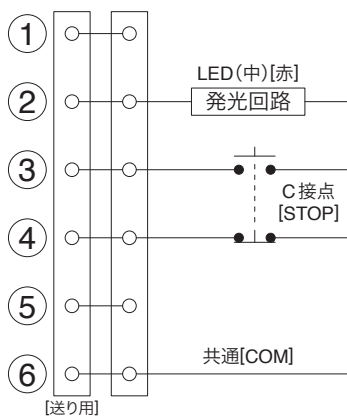 ①
LED(中)[赤]
② 発光回路
③
C接点
[STOP]
④
⑤
共通[COM]
⑥
[送り用]